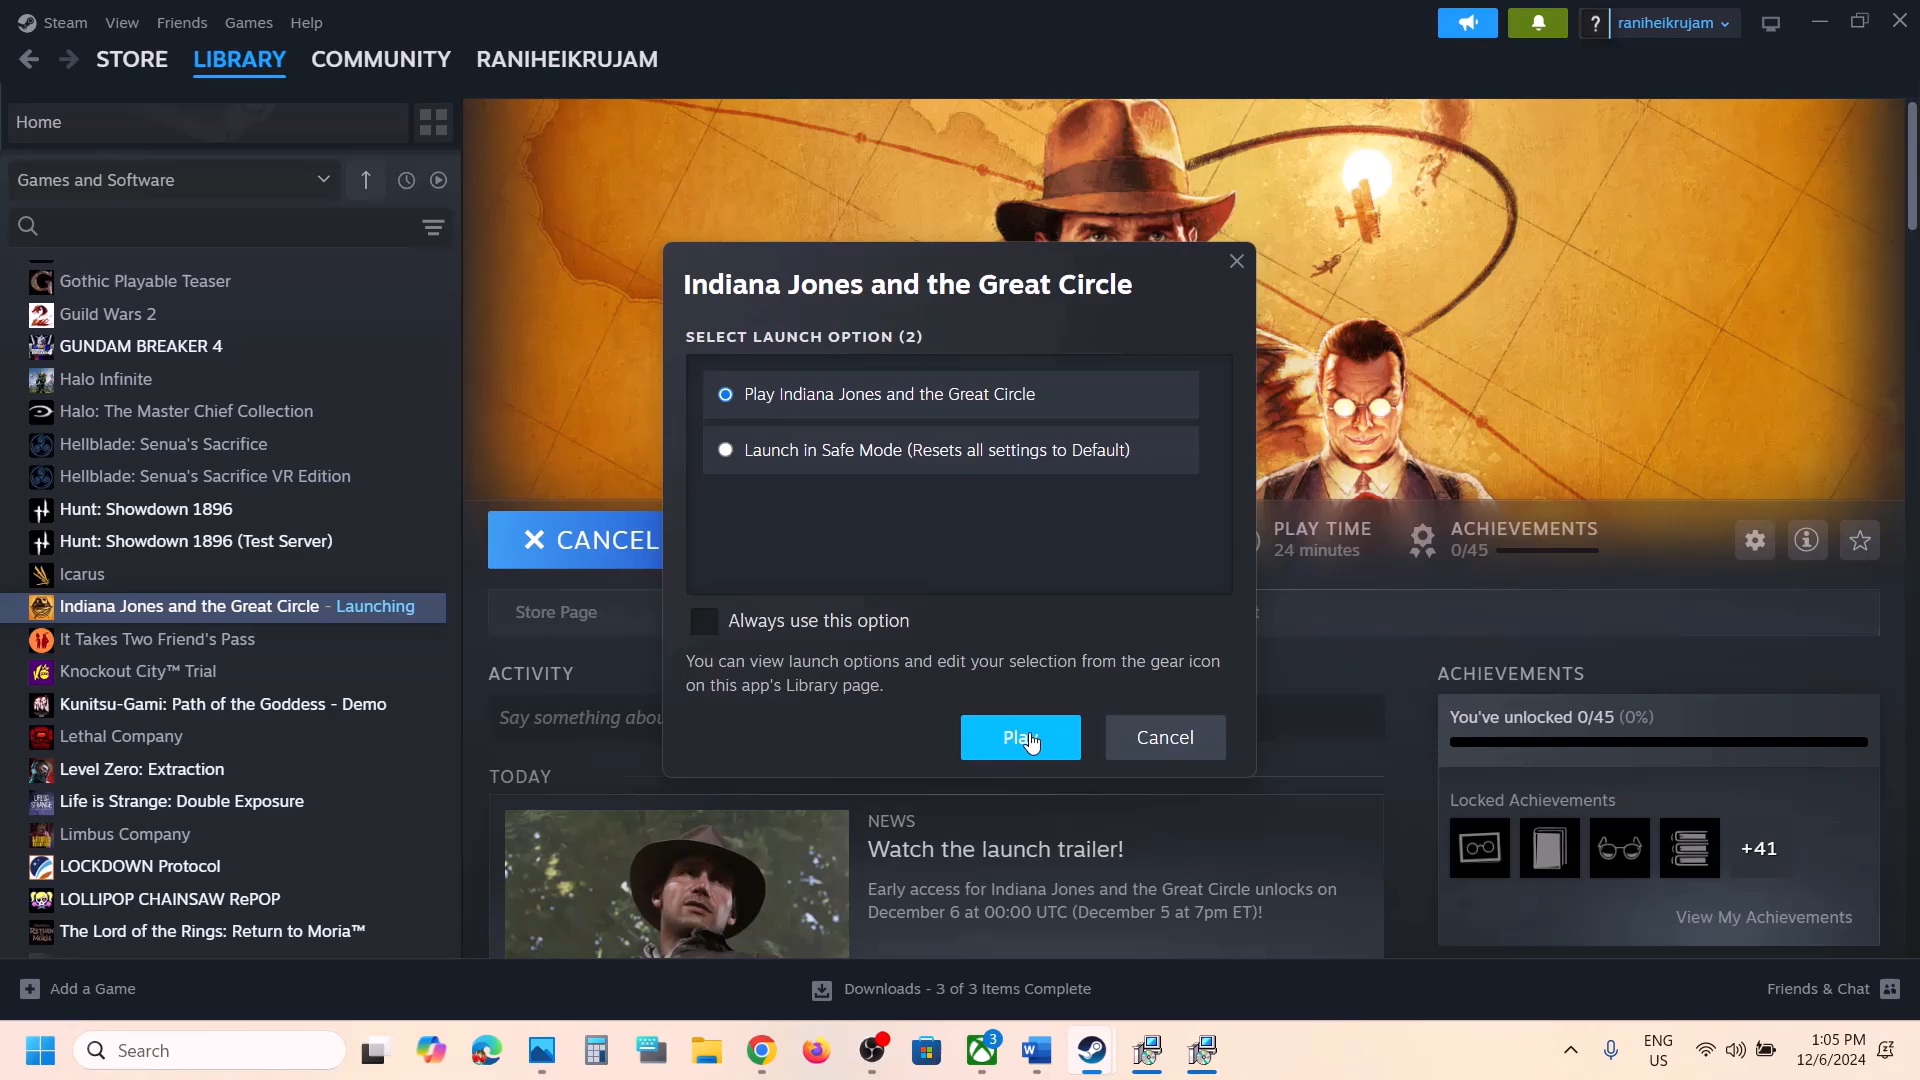 Steam View Friends Games Help
? raniheikrujam
STORE LIBRARY COMMUNITY RANIHEIKRUJAM
Home
Games and Software
Gothic Playable Teaser
Guild Wars 2
GUNDAM BREAKER 4
Halo Infinite
Halo: The Master Chief Collection
Hellblade: Senua's Sacrifice
Hellblade: Senua's Sacrifice VR Edition
Hunt: Showdown 1896
Hunt: Showdown 1896 (Test Server)
Icarus
Indiana Jones and the Great Circle - Launching
It Takes Two Friend's Pass
Knockout City™ Trial
Kunitsu-Gami: Path of the Goddess - Demo
Lethal Company
Level Zero: Extraction
Life is Strange: Double Exposure
Limbus Company
LOCKDOWN Protocol
LOLLIPOP CHAINSAW RePOP
The Lord of the Rings: Return to Moria™
Indiana Jones and the Great Circle
SELECT LAUNCH OPTION (2)
Play Indiana Jones and the Great Circle
Launch in Safe Mode (Resets all settings to Default)
Always use this option
You can view launch options and edit your selection from the gear icon
on this app's Library page.
Play Cancel
CANCEL
PLAY TIME
24 minutes
ACHIEVEMENTS
0/45
Store Page
ACTIVITY
Say something abou
TODAY
NEWS
Watch the launch trailer!
Early access for Indiana Jones and the Great Circle unlocks on
December 6 at 00:00 UTC (December 5 at 7pm ET)!
ACHIEVEMENTS
You've unlocked 0/45 (0%)
Locked Achievements
+41
View My Achievements
Add a Game
Downloads - 3 of 3 Items Complete
Friends & Chat
Search
3
ENG
US
1:05 PM
12/6/2024